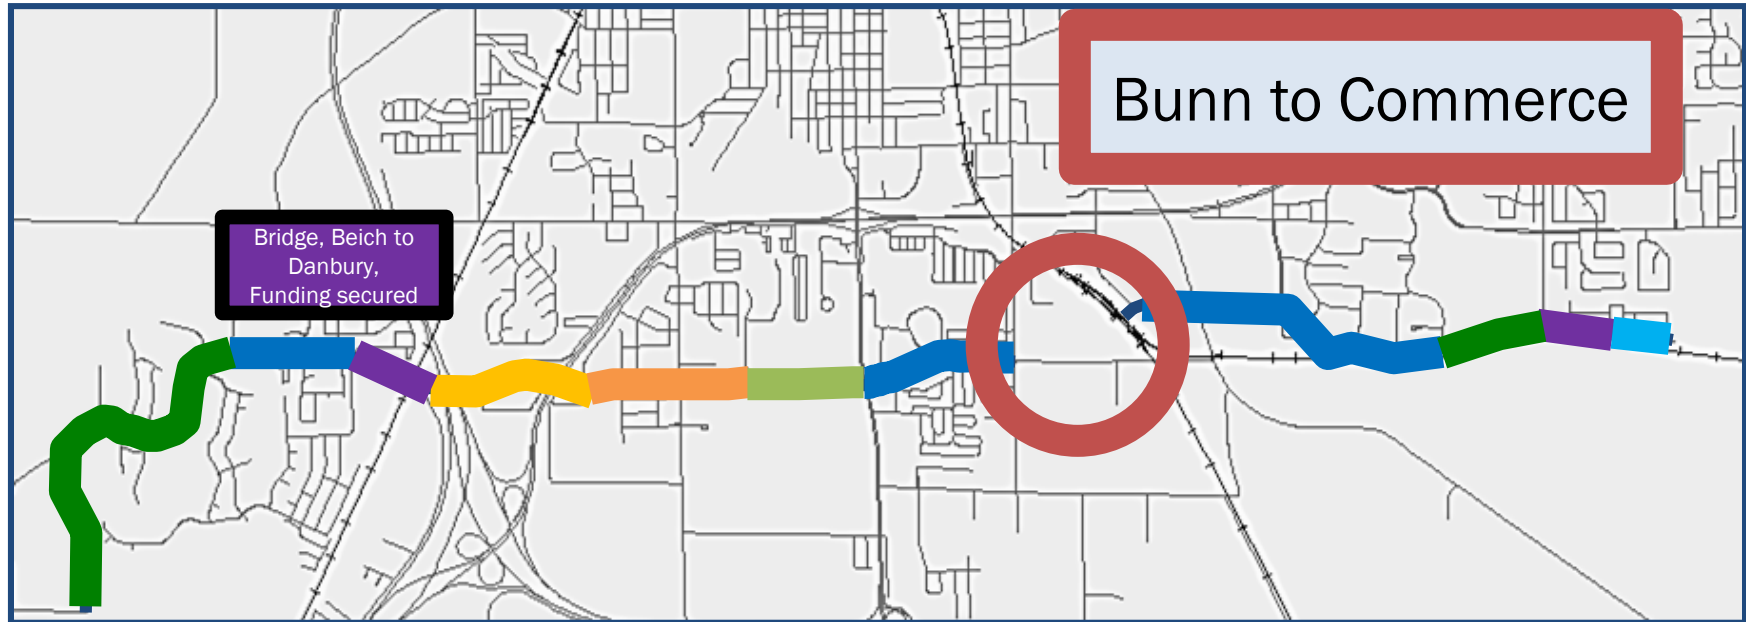 Bunn to Commerce
Bridge, Beich to
Danbury,
Funding secured